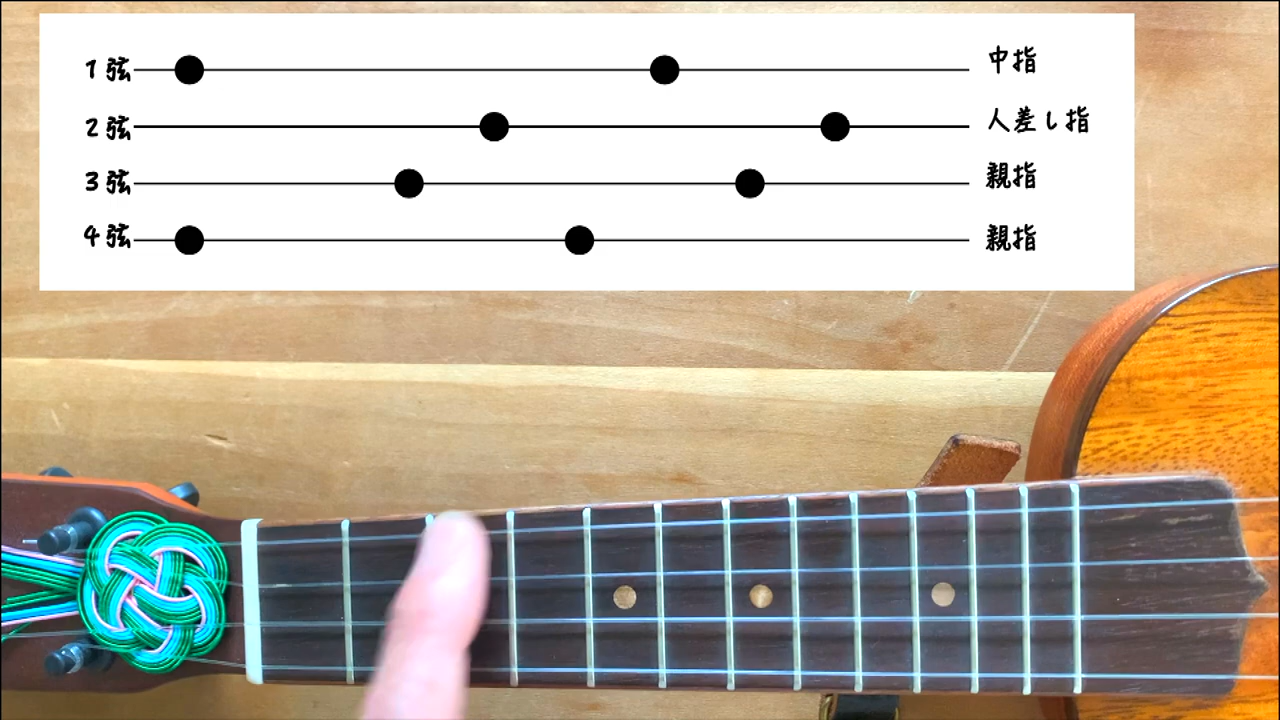 1弦 中指
2弦 人差し指
3弦 親指
4弦 親指